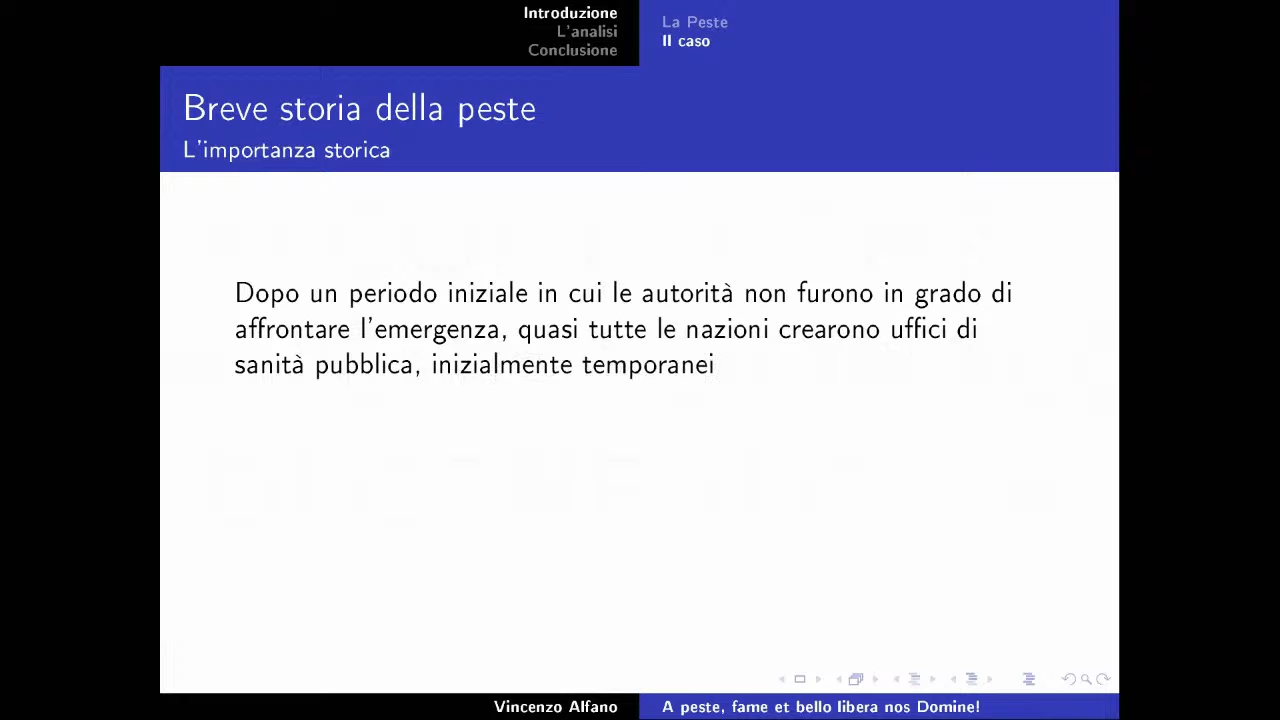 Introduzione
L'analisi
Conclusione
La Peste
Il caso
Breve storia della peste
L'importanza storica
Dopo un periodo iniziale in cui le autorità non furono in grado di
affrontare l'emergenza, quasi tutte le nazioni crearono uffici di
sanità pubblica, inizialmente temporanei
Vincenzo Alfano
A peste, fame et bello libera nos Domine!